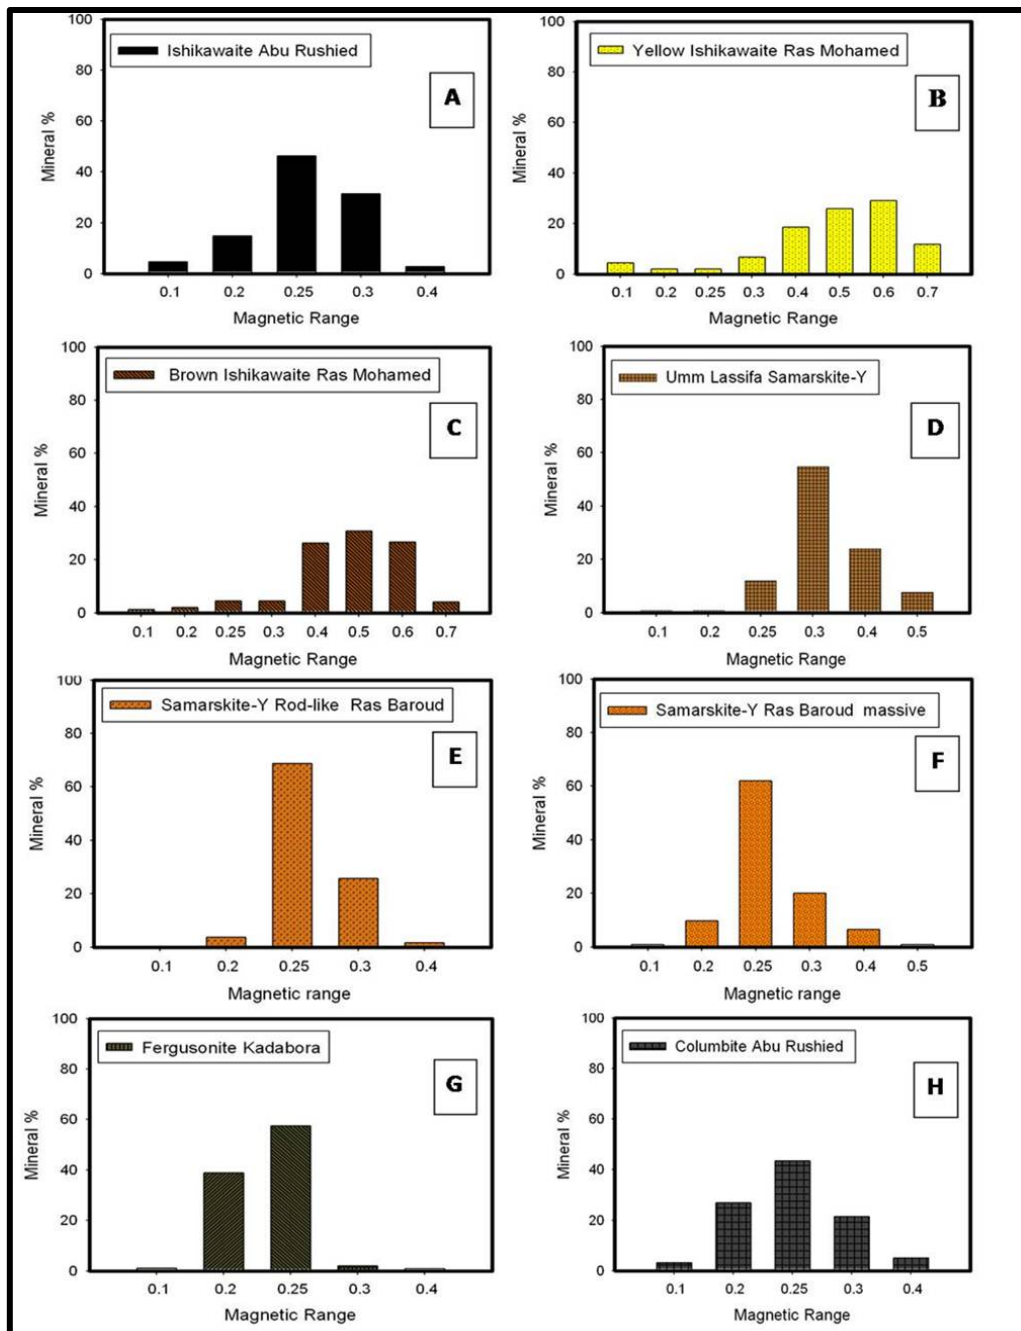 100
Ishikawaite Abu Rushied
80
A
60
40
20
0
Mineral %
0.1 0.2 0.25 0.3 0.4
Magnetic Range
100
Yellow Ishikawaite Ras Mohamed
80
B
60
40
20
0
Mineral %
0.1 0.2 0.25 0.3 0.4 0.5 0.6 0.7
Magnetic Range
100
Brown Ishikawaite Ras Mohamed
80
C
60
40
20
0
Mineral %
0.1 0.2 0.25 0.3 0.4 0.5 0.6 0.7
Magnetic Range
100
Umm Lassifa Samarskite-Y
80
D
60
40
20
0
Mineral %
0.1 0.2 0.25 0.3 0.4 0.5
Magnetic Range
100
Samarskite-Y Rod-like Ras Baroud
80
E
60
40
20
0
Mineral %
0.1 0.2 0.25 0.3 0.4
Magnetic range
100
Samarskite-Y Ras Baroud massive
80
F
60
40
20
0
Mineral %
0.1 0.2 0.25 0.3 0.4 0.5
Magnetic range
100
Fergusonite Kadabora
80
G
60
40
20
0
Mineral %
0.1 0.2 0.25 0.3 0.4
Magnetic Range
100
Columbite Abu Rushied
80
H
60
40
20
0
Mineral %
0.1 0.2 0.25 0.3 0.4
Magnetic Range